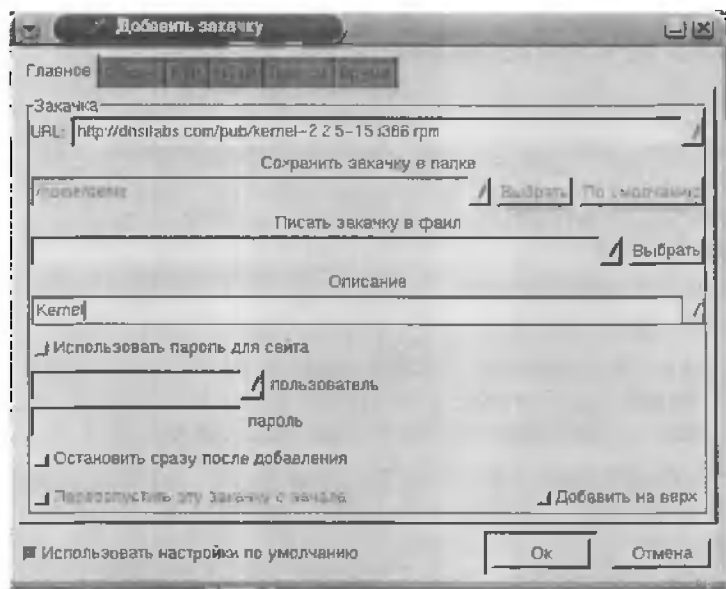 Добавить закачку
Главное
Закачка
URL: http://dnsilabs com/pub/kernel-2 2 5-15 i386 rpm
Сохранить закачку в папке
Выбрать По умолчанию
Писать закачку в файл
Выбрать
Описание
Kernel
Использовать пароль для сайта
пользователь
пароль
Остановить сразу после добавления
Перезапустить эту закачку с начала Добавить на верх
Использовать настройки по умолчанию Ок Отмена